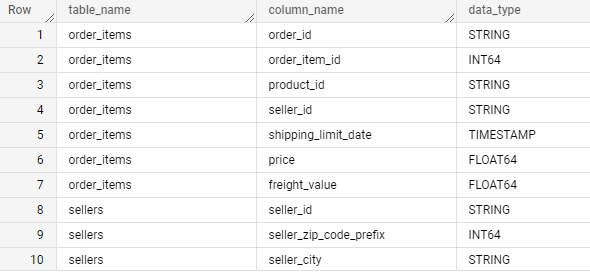 Row table_name column_name data_type
1 order_items order_id STRING
2 order_items order_item_id INT64
3 order_items product_id STRING
4 order_items seller_id STRING
5 order_items shipping_limit_date TIMESTAMP
6 order_items price FLOAT64
7 order_items freight_value FLOAT64
8 sellers seller_id STRING
9 sellers seller_zip_code_prefix INT64
10 sellers seller_city STRING